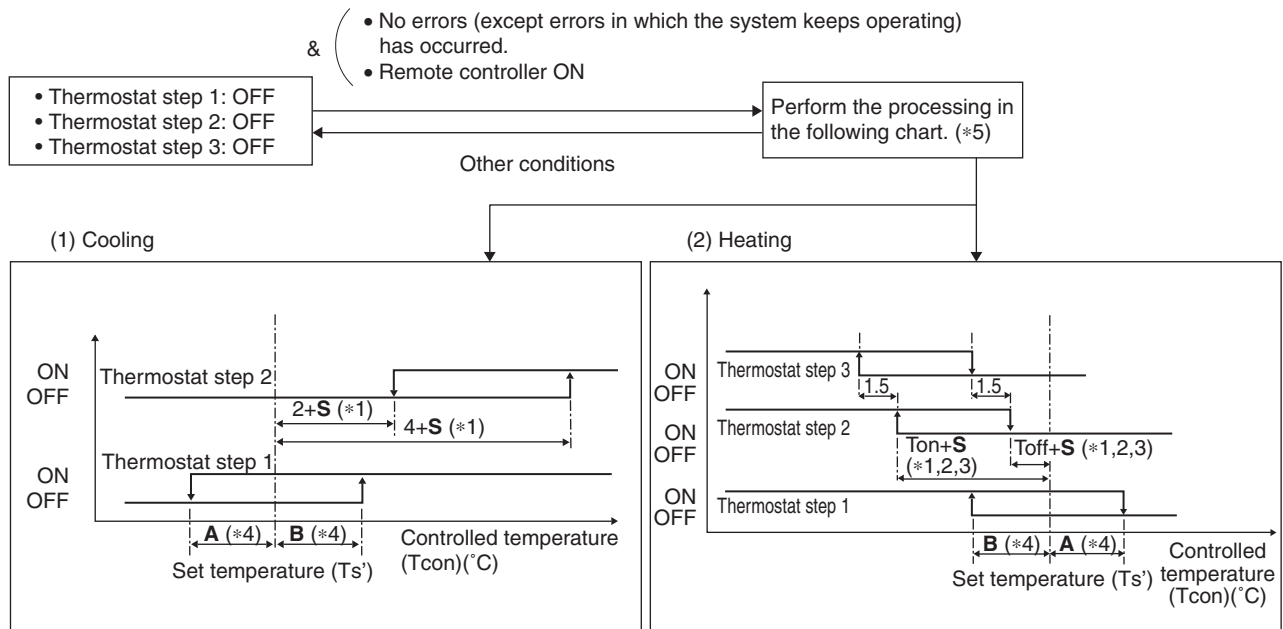 • No errors (except errors in which the system keeps operating)
has occurred.
&
• Remote controller ON
• Thermostat step 1: OFF
• Thermostat step 2: OFF
• Thermostat step 3: OFF
Perform the processing in
the following chart. (*5)
Other conditions
(1) Cooling
ON
OFF
Thermostat step 2
2+S (*1)
4+S (*1)
Thermostat step 1
ON
OFF
A (*4)
B (*4)
Controlled temperature
(Tcon)(˚C)
Set temperature (Ts’)
(2) Heating
ON
OFF
Thermostat step 3
1.5
1.5
ON
OFF
Thermostat step 2
Ton+S
(*1,2,3)
Toff+S (*1,2,3)
ON
OFF
Thermostat step 1
B (*4)
A (*4)
Set temperature (Ts’)
Controlled
temperature
(Tcon)(˚C)